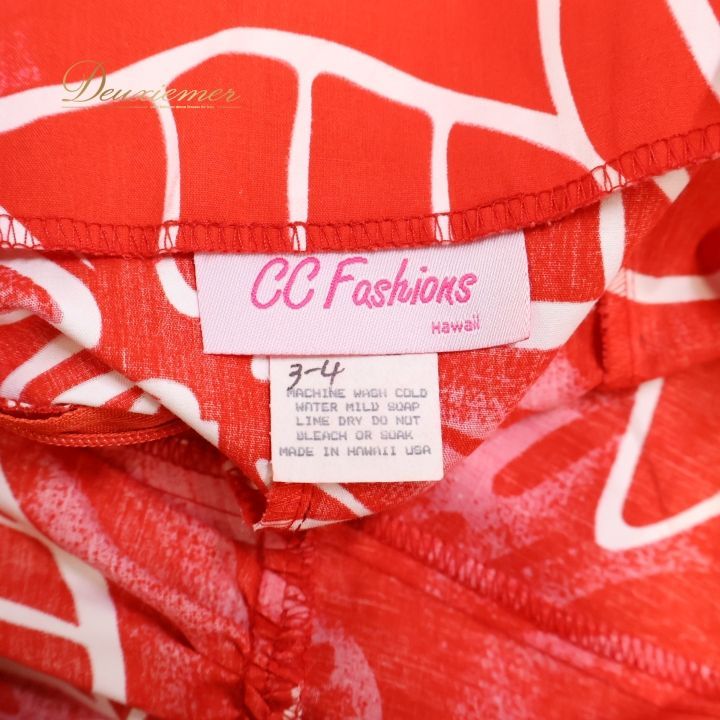 Deuxiemer
CC Fashions
Hawaii
3-4
MACHINE WASH COLD
WATER MILD SOAP
LINE DRY DO NOT
BLEACH OR SOAK
MADE IN HAWAII USA